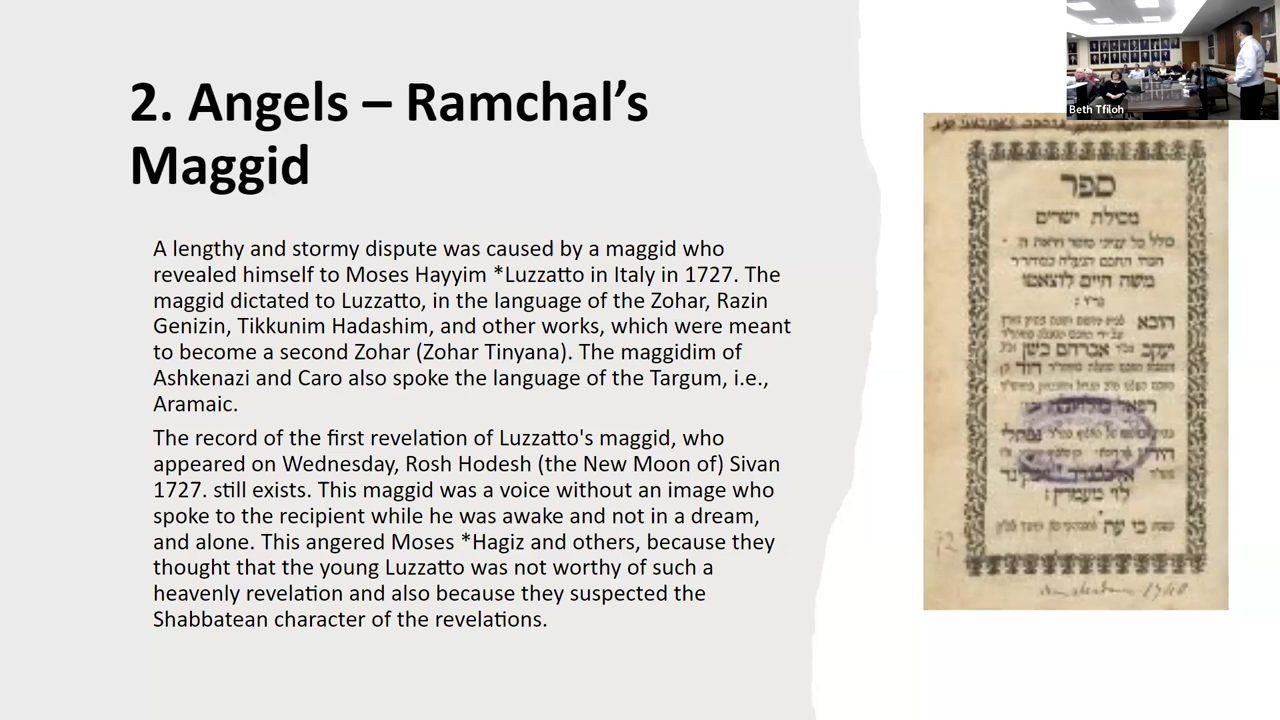 2. Angels – Ramchal's
Maggid
A lengthy and stormy dispute was caused by a maggid who
revealed himself to Moses Hayyim *Luzzatto in Italy in 1727. The
maggid dictated to Luzzatto, in the language of the Zohar, Razin
Genizin, Tikkunim Hadashim, and other works, which were meant
to become a second Zohar (Zohar Tinyana). The maggidim of
Ashkenazi and Caro also spoke the language of the Targum, i.e.,
Aramaic.
The record of the first revelation of Luzzatto's maggid, who
appeared on Wednesday, Rosh Hodesh (the New Moon of) Sivan
1727. still exists. This maggid was a voice without an image who
spoke to the recipient while he was awake and not in a dream,
and alone. This angered Moses *Hagiz and others, because they
thought that the young Luzzatto was not worthy of such a
heavenly revelation and also because they suspected the
Shabbatean character of the revelations.
Beth Tfiloh
ספר
מסילת ישרים
משה חיים לוצאטו
הובא
יעקב אברהם
דוד